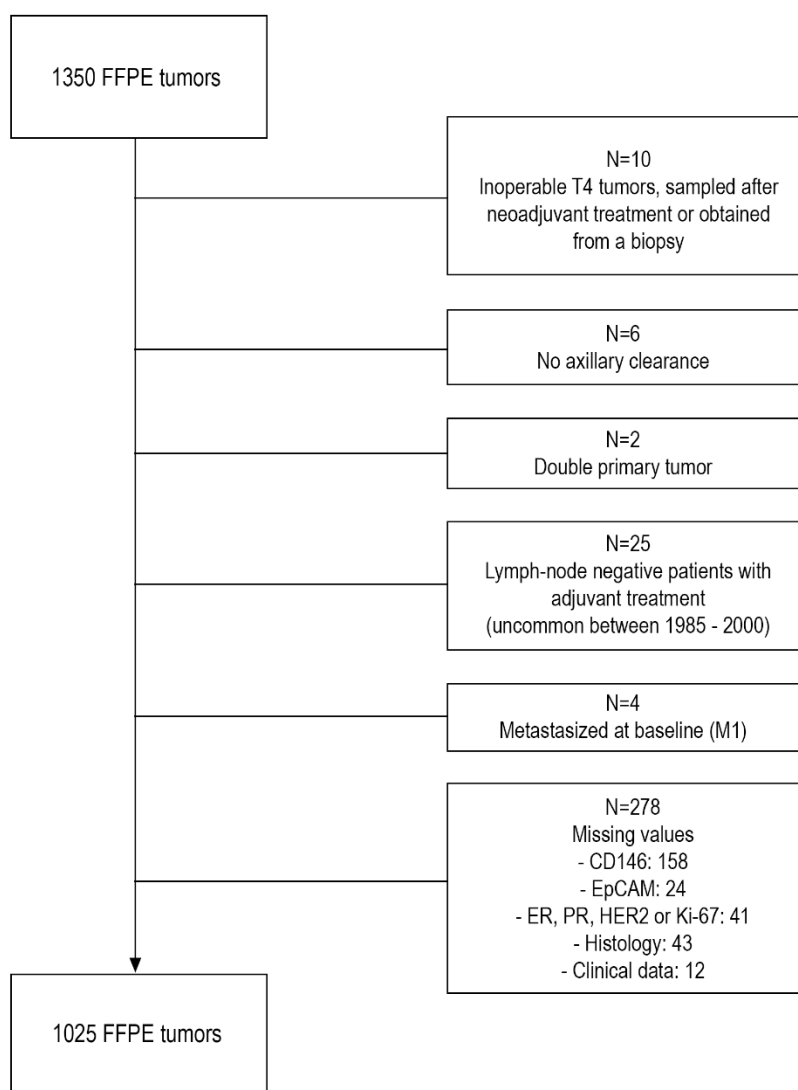 1350 FFPE tumors
N=10
Inoperable T4 tumors, sampled after
neoadjuvant treatment or obtained
from a biopsy
N=6
No axillary clearance
N=2
Double primary tumor
N=25
Lymph-node negative patients with
adjuvant treatment
(uncommon between 1985 - 2000)
N=4
Metastasized at baseline (M1)
N=278
Missing values
- CD146: 158
- EpCAM: 24
- ER, PR, HER2 or Ki-67: 41
- Histology: 43
- Clinical data: 12
1025 FFPE tumors